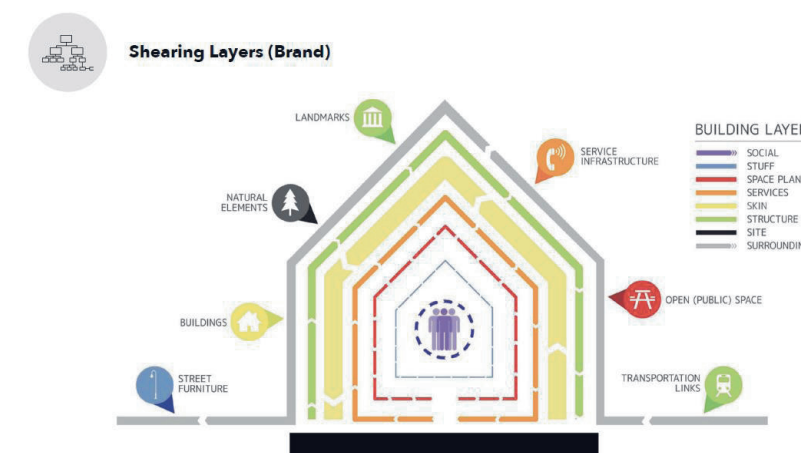 Shearing Layers (Brand)
LANDMARKS
SERVICE
INFRASTRUCTURE
NATURAL
ELEMENTS
BUILDINGS
OPEN (PUBLIC) SPACE
STREET
FURNITURE
TRANSPORTATION
LINKS
BUILDING LAYE
SOCIAL
STUFF
SPACE PLAN
SERVICES
SKIN
STRUCTURE
SITE
SURROUNDIN